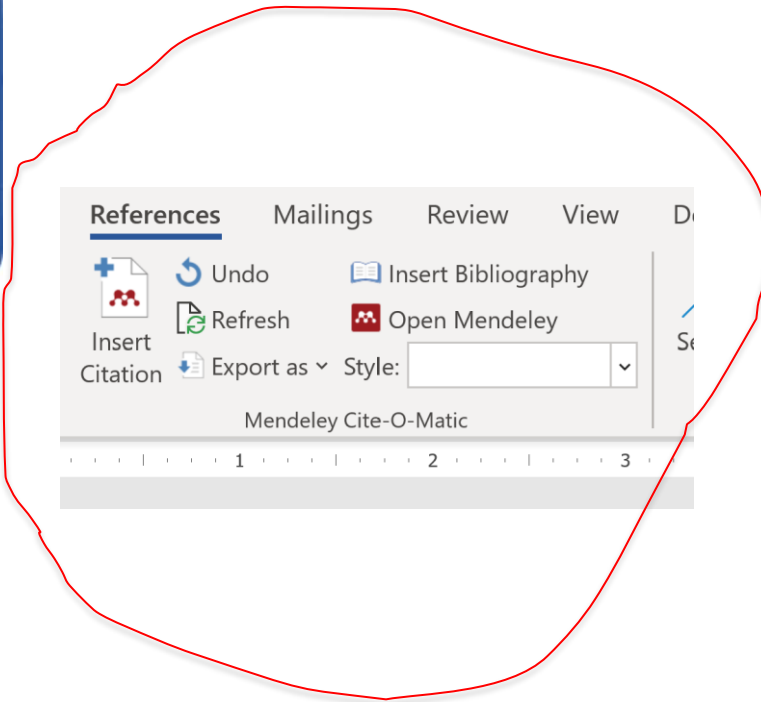 References Mailings Review View
Undo Insert Bibliography
Refresh Open Mendeley
Insert
Citation Export as Style:
Mendeley Cite-O-Matic
1 2 3